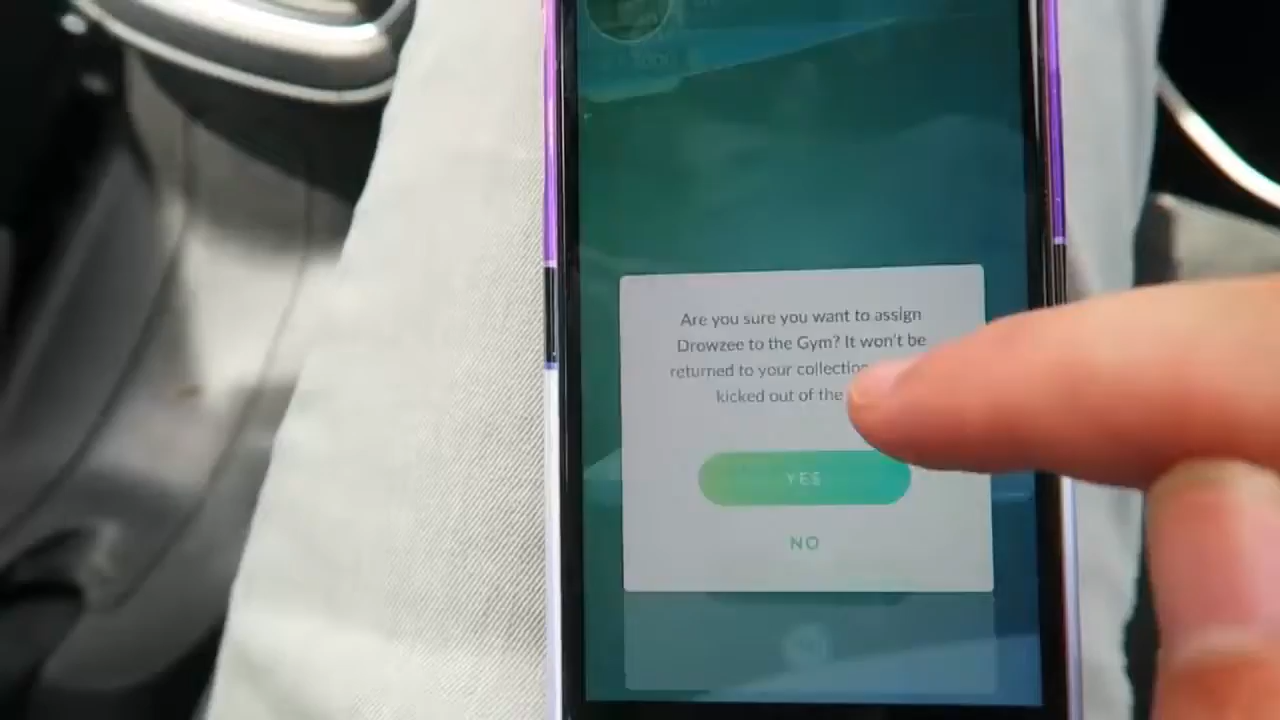 Are you sure you want to assign
Drowzee to the Gym? It won't be
returned to your collectio
kicked out of the
YES
NO